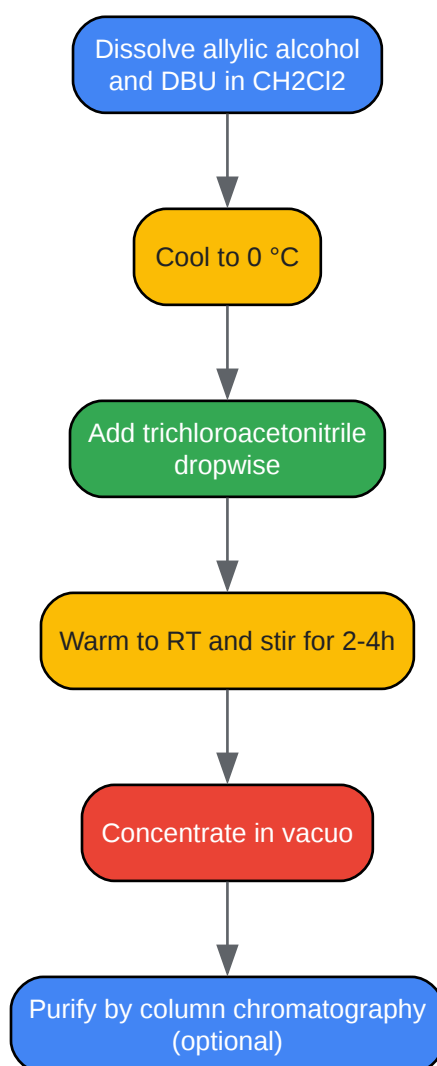 Dissolve allylic alcohol
and DBU in CH2Cl2
Cool to 0 °C
Add trichloroacetonitrile
dropwise
Warm to RT and stir for 2-4h
Concentrate in vacuo
Purify by column chromatography
(optional)